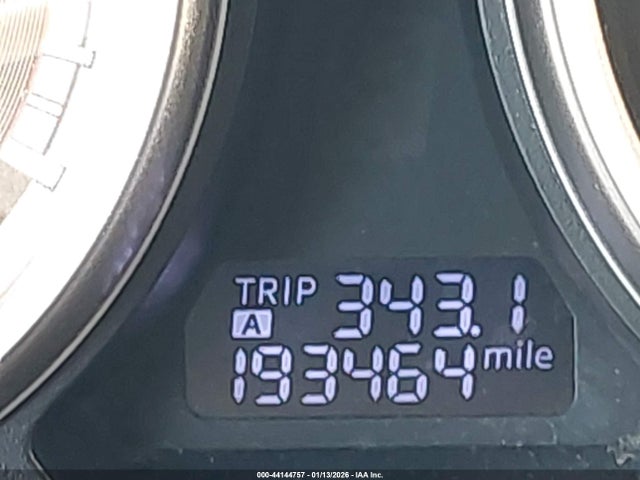 TRIP 343.1
A
193464 mile
000-44144757 - 01/13/2026 - IAA Inc.